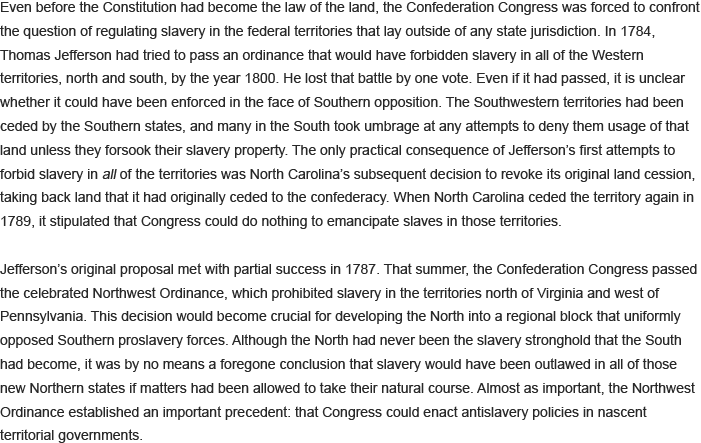 Even before the Constitution had become the law of the land, the Confederation Congress was forced to confront
the question of regulating slavery in the federal territories that lay outside of any state jurisdiction. In 1784,
Thomas Jefferson had tried to pass an ordinance that would have forbidden slavery in all of the Western
territories, north and south, by the year 1800. He lost that battle by one vote. Even if it had passed, it is unclear
whether it could have been enforced in the face of Southern opposition. The Southwestern territories had been
ceded by the Southern states, and many in the South took umbrage at any attempts to deny them usage of that
land unless they forsook their slavery property. The only practical consequence of Jefferson's first attempts to
forbid slavery in all of the territories was North Carolina's subsequent decision to revoke its original land cession,
taking back land that it had originally ceded to the confederacy. When North Carolina ceded the territory again in
1789, it stipulated that Congress could do nothing to emancipate slaves in those territories.

Jefferson's original proposal met with partial success in 1787. That summer, the Confederation Congress passed
the celebrated Northwest Ordinance, which prohibited slavery in the territories north of Virginia and west of
Pennsylvania. This decision would become crucial for developing the North into a regional block that uniformly
opposed Southern proslavery forces. Although the North had never been the slavery stronghold that the South
had become, it was by no means a foregone conclusion that slavery would have been outlawed in all of those
new Northern states if matters had been allowed to take their natural course. Almost as important, the Northwest
Ordinance established an important precedent: that Congress could enact antislavery policies in nascent
territorial governments.